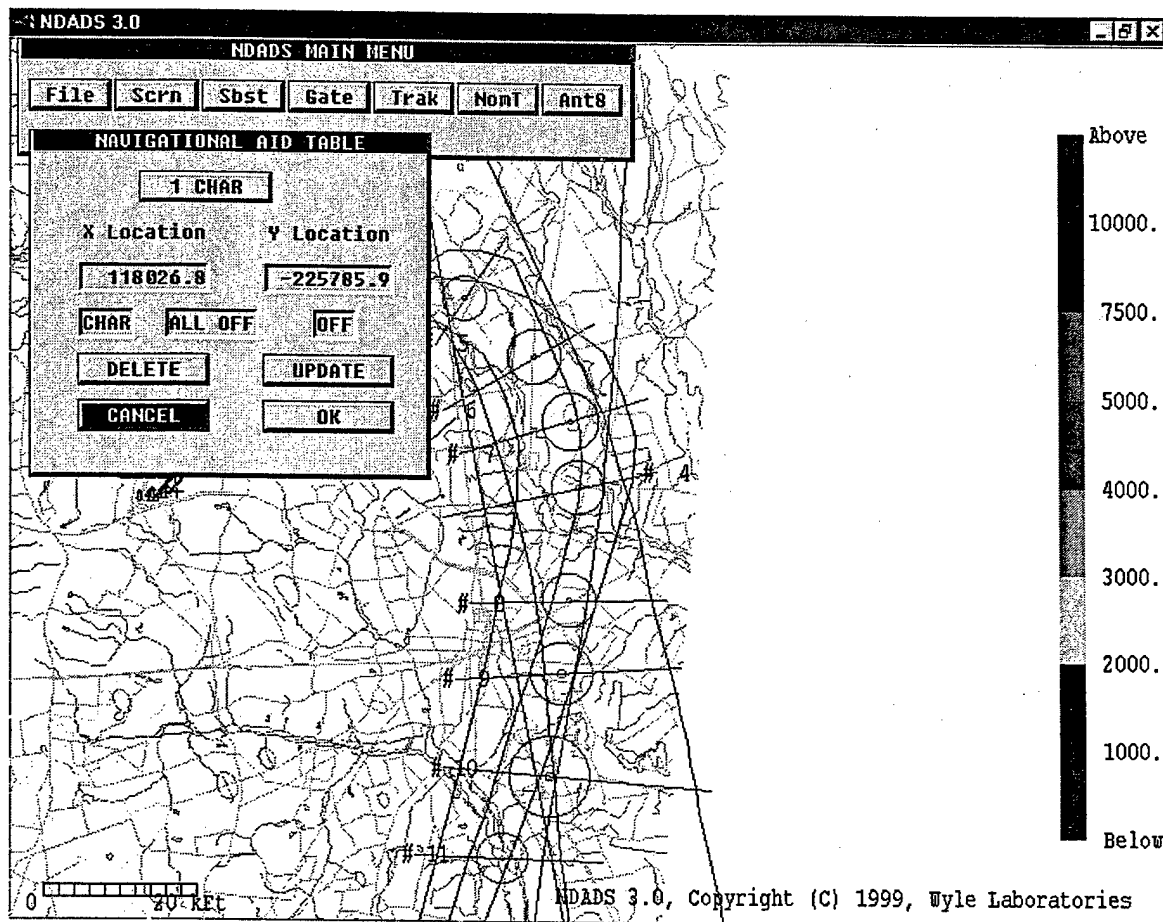 NDADS 3.0
NDADS MAIN MENU
File Scrn Sbst Gate Trak NomT Ant8
NAVIGATIONAL AID TABLE
1 CHAR
X Location Y Location
118026.8 -225785.9
CHAR ALL OFF OFF
DELETE UPDATE
CANCEL OK
Above
10000.
7500.
5000.
4000.
3000.
2000.
1000.
Below
# 6
# 7
# 4
# 8
# 9
# 10
# 11
0 20 kft
NDADS 3.0, Copyright (C) 1999, Wyle Laboratories